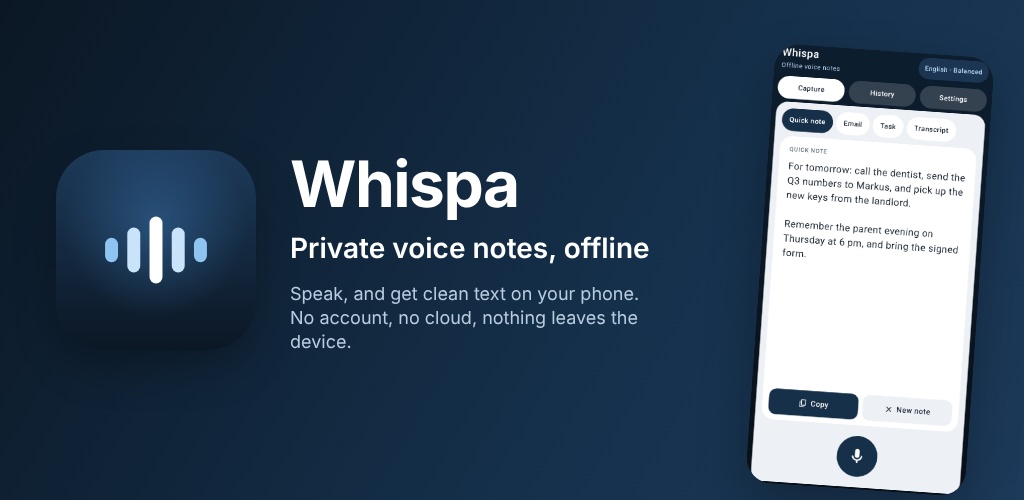 Whispa
Private voice notes, offline
Speak, and get clean text on your phone.
No account, no cloud, nothing leaves the
device.
Whispa
Offline voice notes
English · Balanced
Capture
History
Settings
Quick note
Email
Task
Transcript
QUICK NOTE
For tomorrow: call the dentist, send the
Q3 numbers to Markus, and pick up the
new keys from the landlord.
Remember the parent evening on
Thursday at 6 pm, and bring the signed
form.
Copy
New note